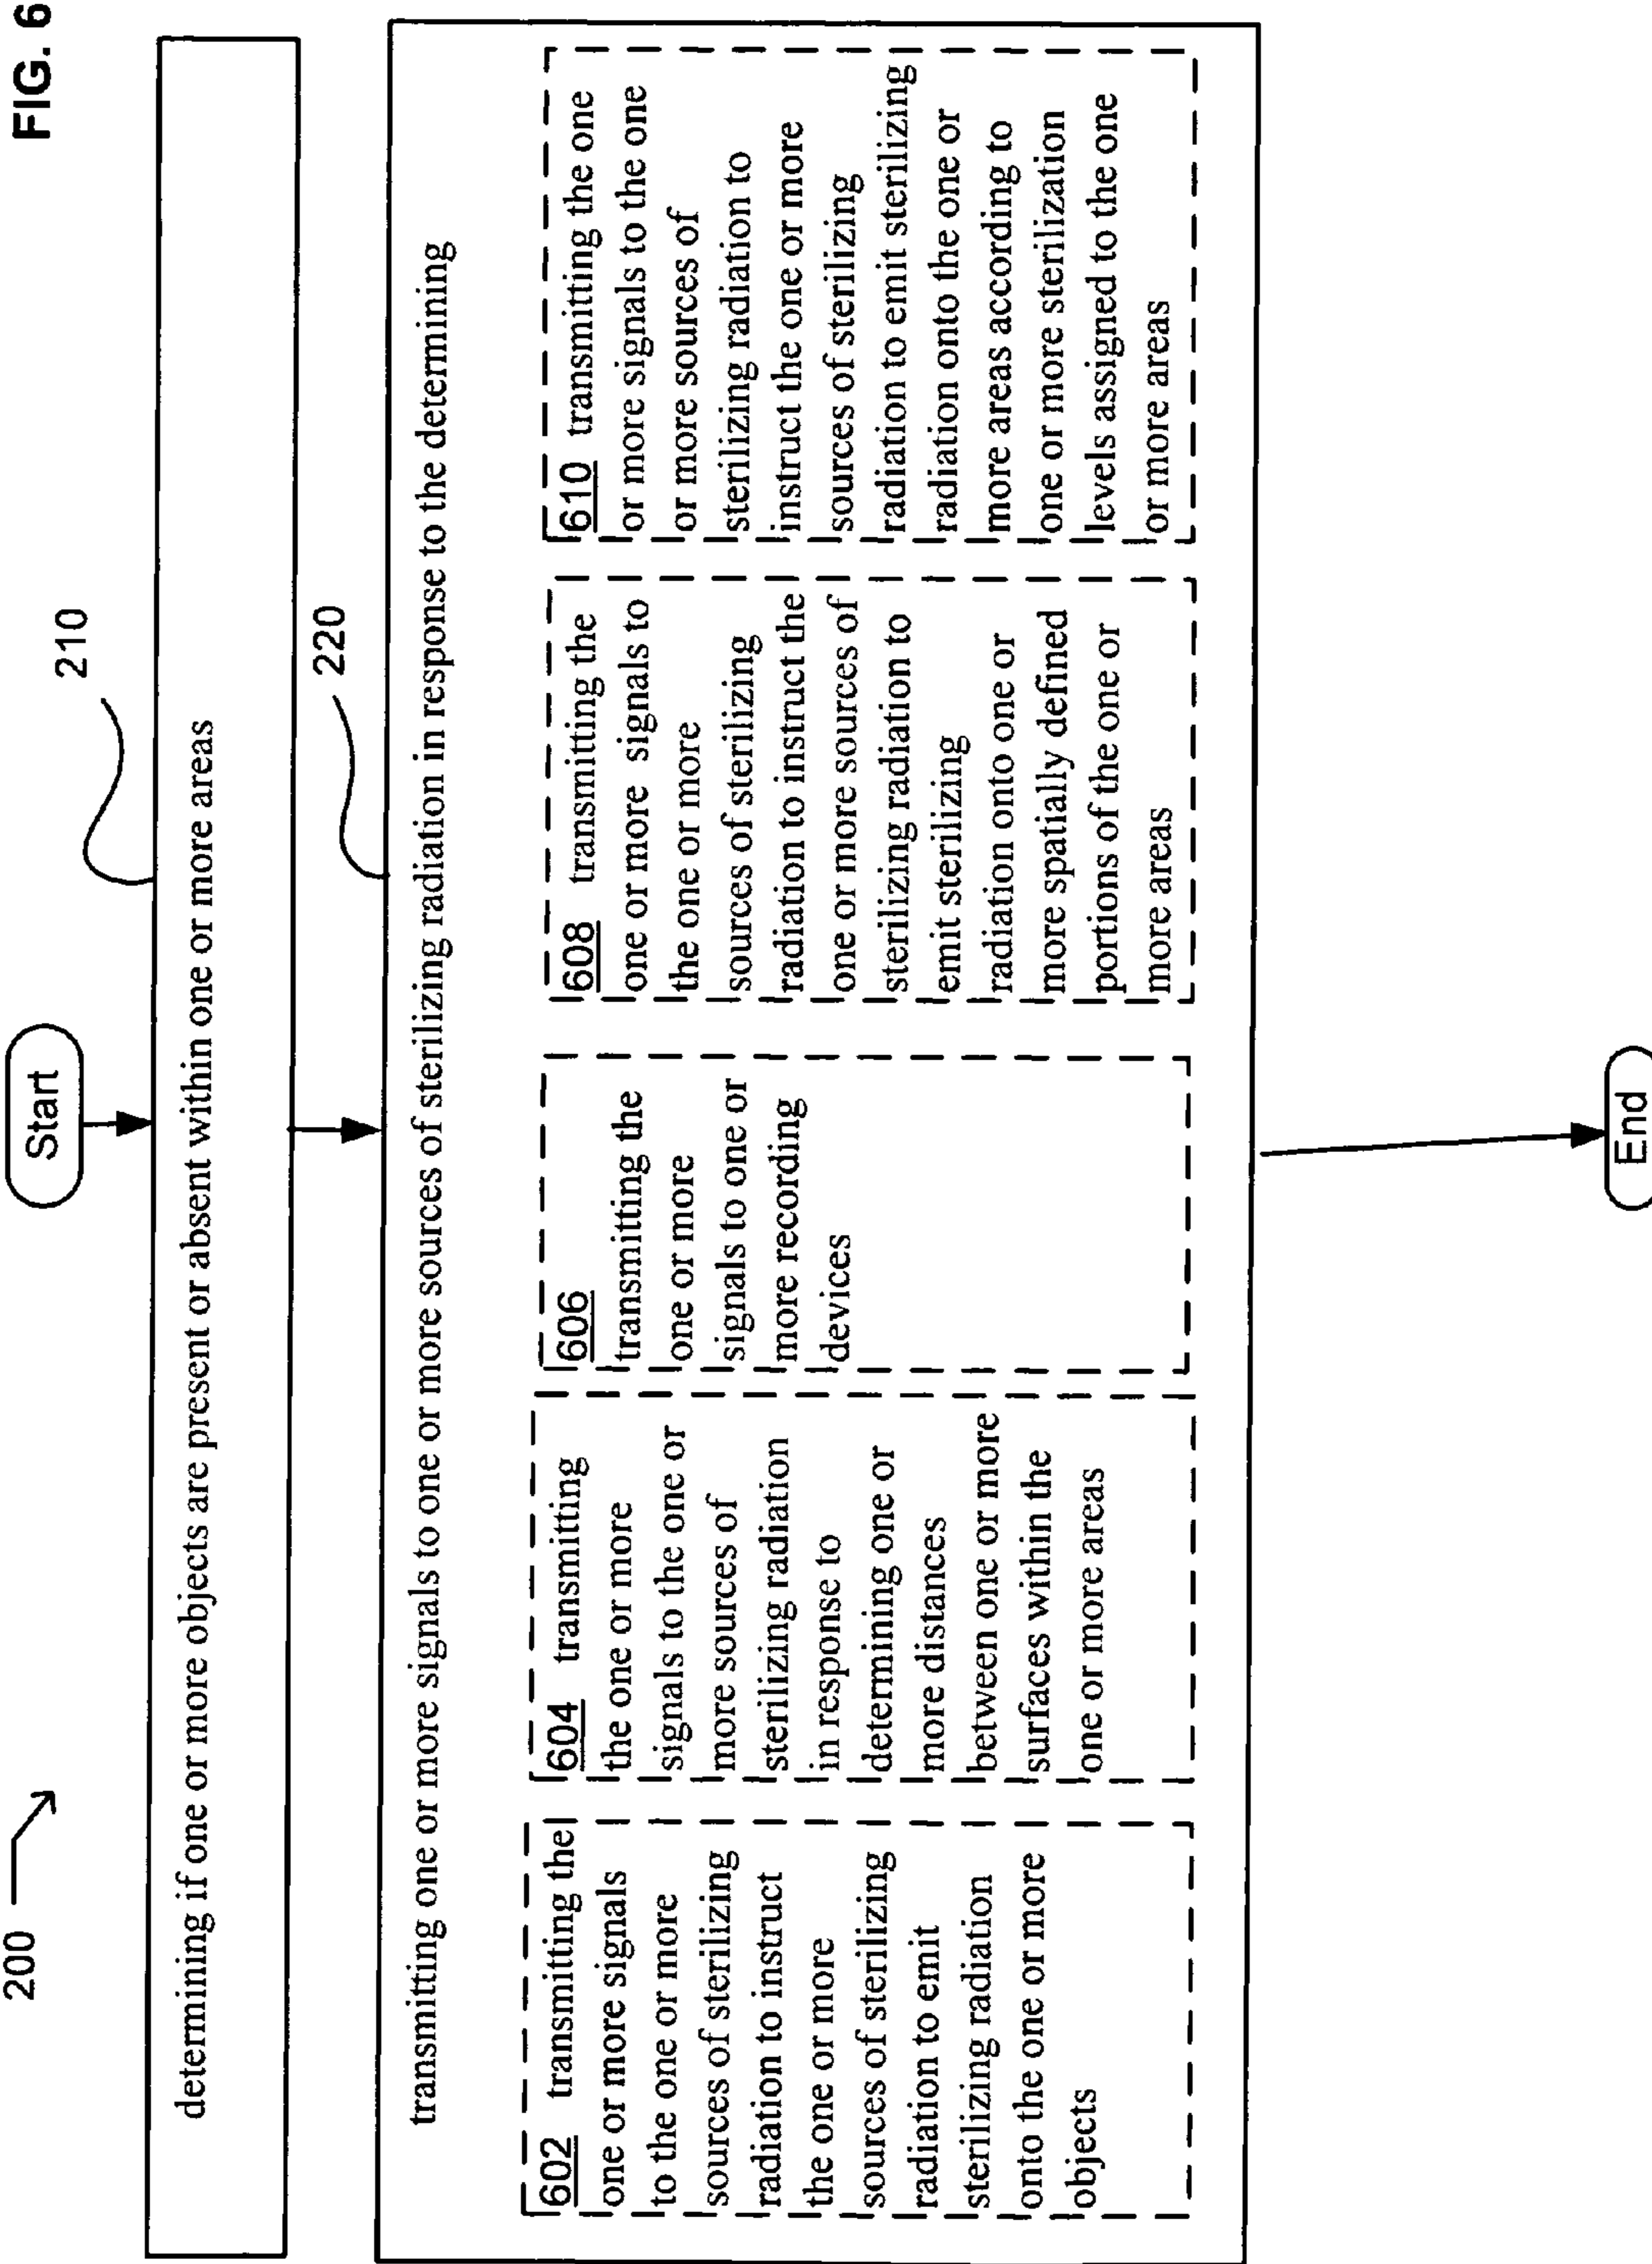 FIG. 6
200
Start
210
determining if one or more objects are present or absent within one or more areas
220
transmitting one or more signals to one or more sources of sterilizing radiation in response to the determining
602 transmitting the
one or more signals
to the one or more
sources of sterilizing
radiation to instruct
the one or more
sources of sterilizing
radiation to emit
sterilizing radiation
onto the one or more
objects
604 transmitting
the one or more
signals to the one or
more sources of
sterilizing radiation
in response to
determining one or
more distances
between one or more
surfaces within the
one or more areas
606
transmitting the
one or more
signals to one or
more recording
devices
608 transmitting the
one or more signals to
the one or more
sources of sterilizing
radiation to instruct the
one or more sources of
sterilizing radiation to
emit sterilizing
radiation onto one or
more spatially defined
portions of the one or
more areas
610 transmitting the one
or more signals to the one
or more sources of
sterilizing radiation to
instruct the one or more
sources of sterilizing
radiation to emit sterilizing
radiation onto the one or
more areas according to
one or more sterilization
levels assigned to the one
or more areas
End